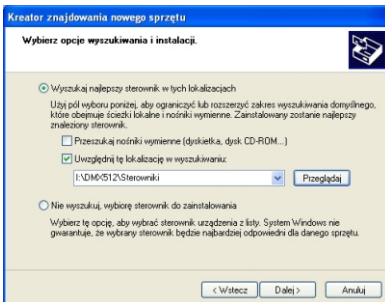 Kreator znajdowania nowego sprzętu
Wybierz opcje wyszukiwania i instalacji.
Wyszukaj najlepszy sterownik w tych lokalizacjach
Użyj pól wyboru poniżej, aby ograniczyć lub rozszerzyć zakres wyszukiwania domyślnego,
które obejmuje ścieżki lokalne i nośniki wymienne. Zainstalowany zostanie najlepszy
znaleziony sterownik.
Przeszukaj nośniki wymienne (dyskietka, dysk CD-ROM...)
Uwzględnij tę lokalizację w wyszukiwaniu:
I:\DMX512\Sterowniki
Przeglądaj
Nie wyszukuj, wybiorę sterownik do zainstalowania
Wybierz tę opcję, aby wybrać sterownik urządzenia z listy. System Windows nie
gwarantuje, że wybrany sterownik będzie najbardziej odpowiedni dla danego sprzętu.
< Wstecz Dalej > Anuluj